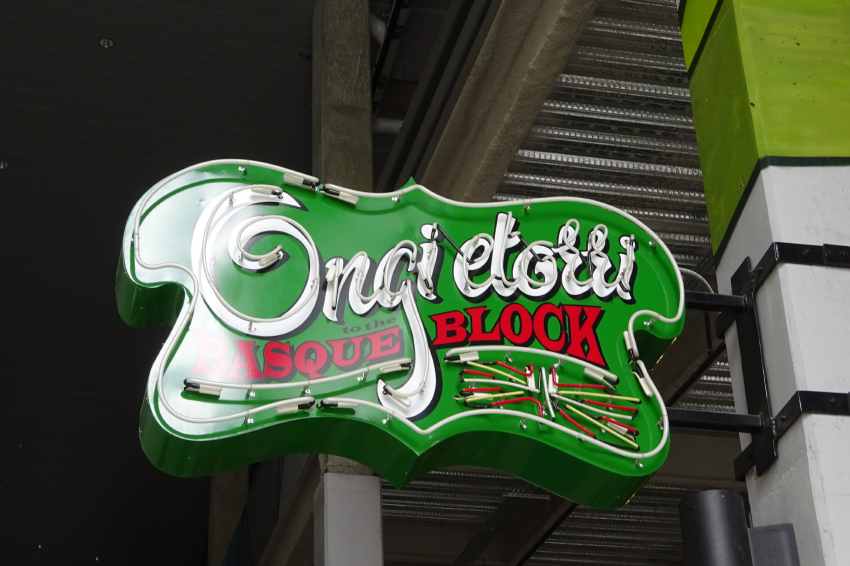 Ongi etorri
to the
BASQUE BLOCK